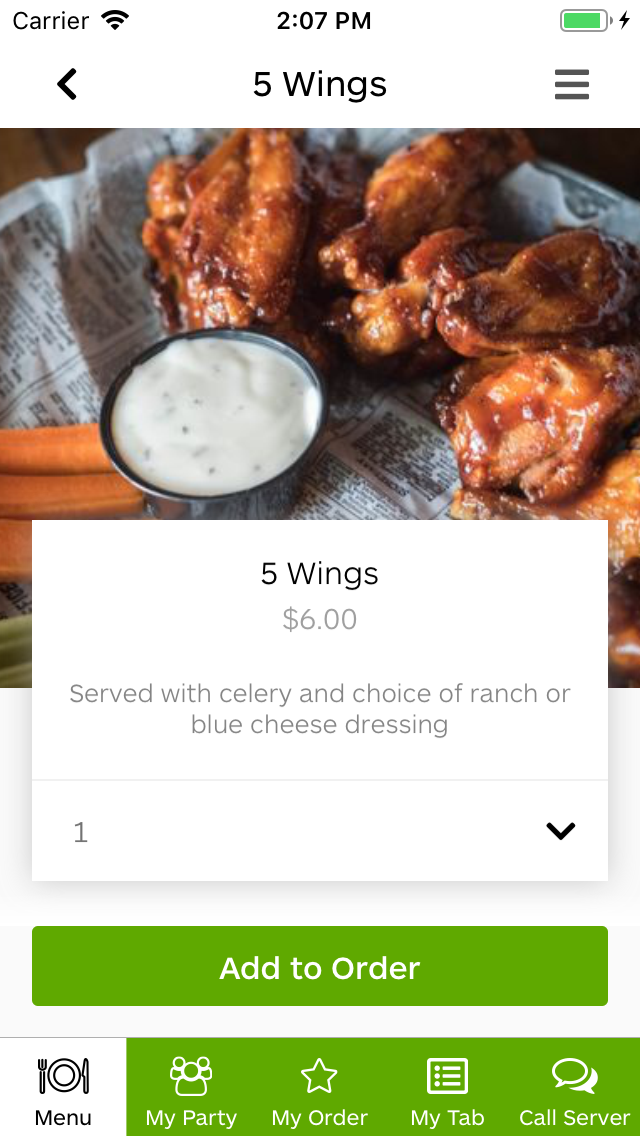 Carrier 2:07 PM
5 Wings
5 Wings
$6.00
Served with celery and choice of ranch or
blue cheese dressing
1
Add to Order
Menu My Party My Order My Tab Call Server